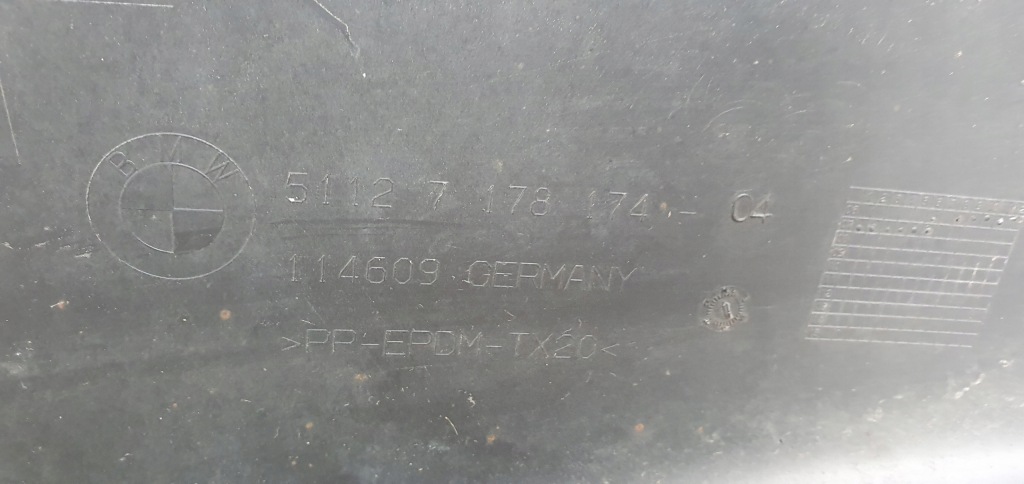 BMW
5112 7 178 174 - 04
114609 GERMANY
>PP-EPDM-TX20<